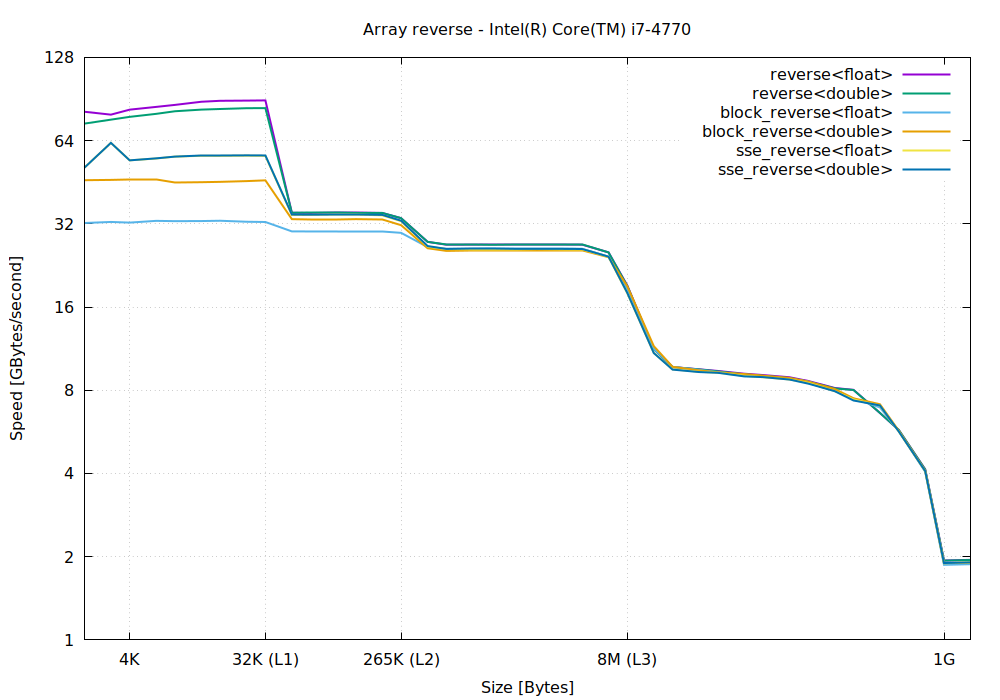 Array reverse - Intel(R) Core(TM) i7-4770
128
64
32
16
8
4
2
1
Speed [GBytes/second]
reverse<float>
reverse<double>
block_reverse<float>
block_reverse<double>
sse_reverse<float>
sse_reverse<double>
4K
32K (L1)
265K (L2)
8M (L3)
1G
Size [Bytes]